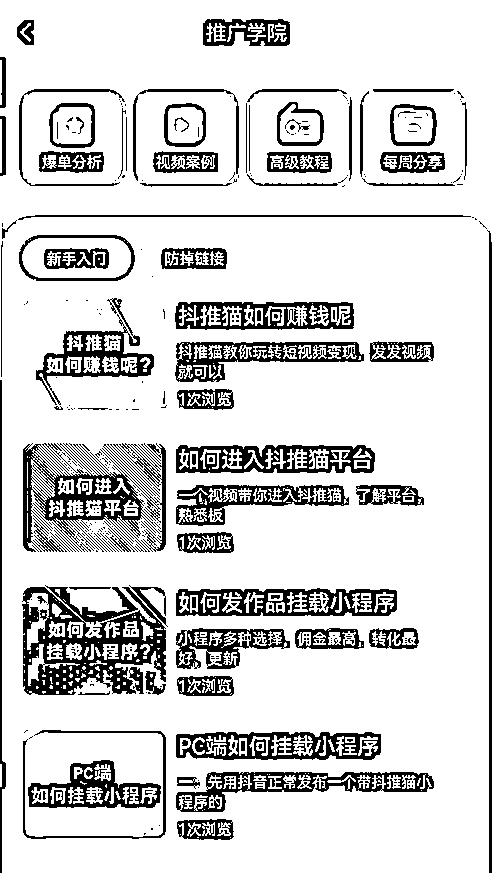 推广学院
爆单分析
视频案例
高级教程
每周分享
新手入门
防掉链接
抖推猫
如何赚钱呢?
抖推猫如何赚钱呢
抖推猫教你玩转短视频变现，发发视频
就可以
1次浏览
如何进入
抖推猫平台
如何进入抖推猫平台
一个视频带你进入抖推猫，了解平台，
熟悉板
1次浏览
如何发作品
挂载小程序?
如何发作品挂载小程序
小程序多种选择，佣金最高，转化最
好，更新
1次浏览
PC端
如何挂载小程序
PC端如何挂载小程序
一、先用抖音正常发布一个带抖推猫小
程序的
1次浏览